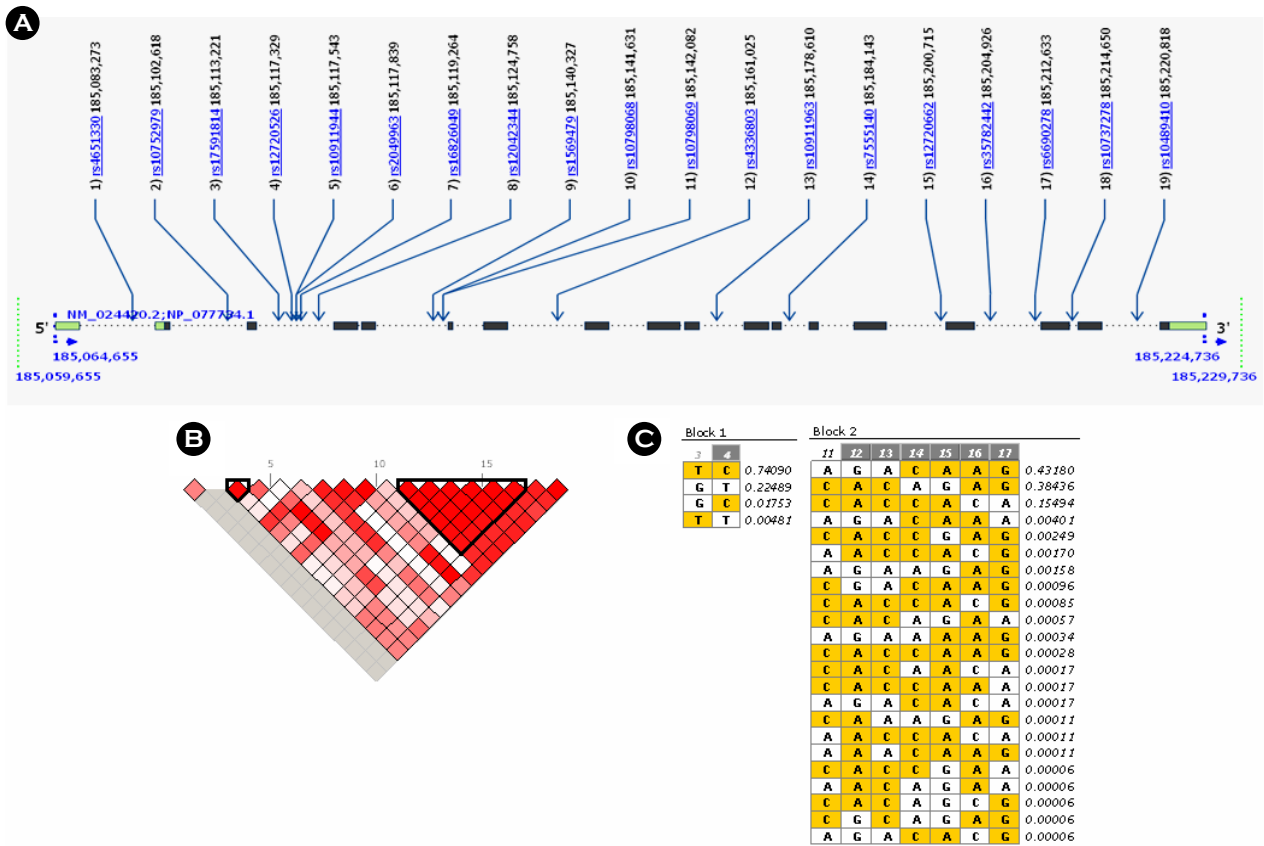 A
1) rs4651330 185,083,273
2) rs10752979 185,102,618
3) rs17591814 185,113,221
4) rs12720526 185,117,329
5) rs10911944 185,117,543
6) rs2049963 185,117,839
7) rs16826049 185,119,264
8) rs12042344 185,124,758
9) rs1569479 185,140,327
10) rs10798068 185,141,631
11) rs10798069 185,142,082
12) rs4336803 185,161,025
13) rs10911963 185,178,610
14) rs7555140 185,184,143
15) rs12720662 185,200,715
16) rs35782442 185,204,926
17) rs6690278 185,212,633
18) rs10737278 185,214,650
19) rs10489410 185,220,818
NM_024420.2;NP_077734.1
5' 3'
185,064,655 185,224,736
185,059,655 185,229,736
B
5 10 15
C
Block 1
3 4
T C 0.74090
G T 0.22489
G C 0.01753
T T 0.00481
Block 2
11 12 13 14 15 16 17
A G A C A A G 0.43180
C A C A G A G 0.38436
C A C C A C A 0.15494
A G A C A A A 0.00401
C A C C G A G 0.00249
A A C C A C G 0.00170
A G A A G A G 0.00158
C G A C A A G 0.00096
C A C C A C G 0.00085
C A C A G A A 0.00057
A G A A A A G 0.00034
C A C C A A G 0.00028
C A C A A C A 0.00017
C A C C A A A 0.00017
A G A C A C A 0.00017
C A A A G A G 0.00011
A A C C A C A 0.00011
A A A C A A G 0.00011
C A C C G A A 0.00006
A A C A G A A 0.00006
C A C A G C G 0.00006
C G C A G A G 0.00006
A G A C A C G 0.00006